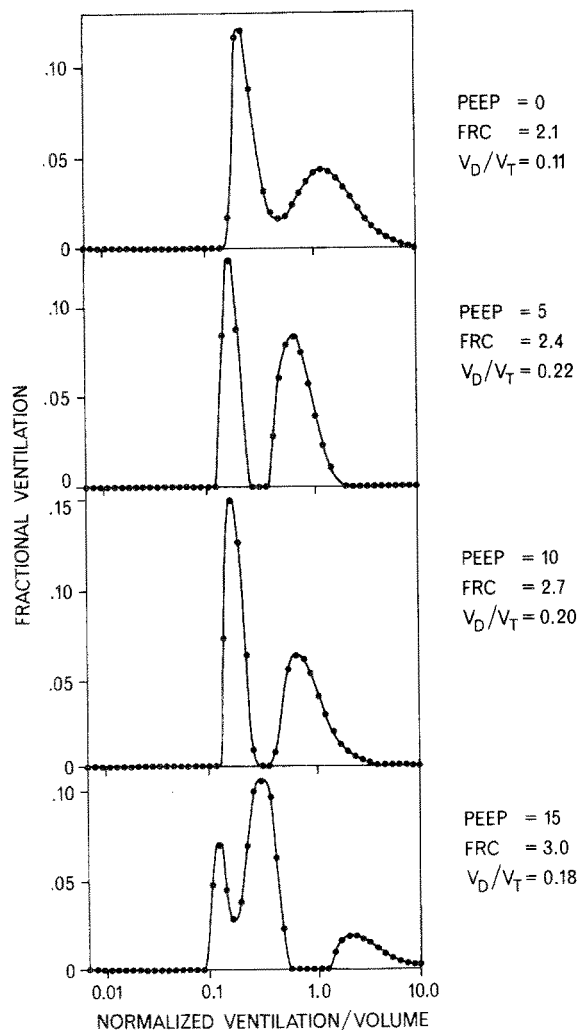 FRACTIONAL VENTILATION
.10
.05
0
PEEP = 0
FRC = 2.1
V_D/V_T = 0.11
.10
.05
0
PEEP = 5
FRC = 2.4
V_D/V_T = 0.22
0.15
.10
.05
0
PEEP = 10
FRC = 2.7
V_D/V_T = 0.20
.10
0.05
0
PEEP = 15
FRC = 3.0
V_D/V_T = 0.18
0.01
0.1
1.0
10.0
NORMALIZED VENTILATION/VOLUME